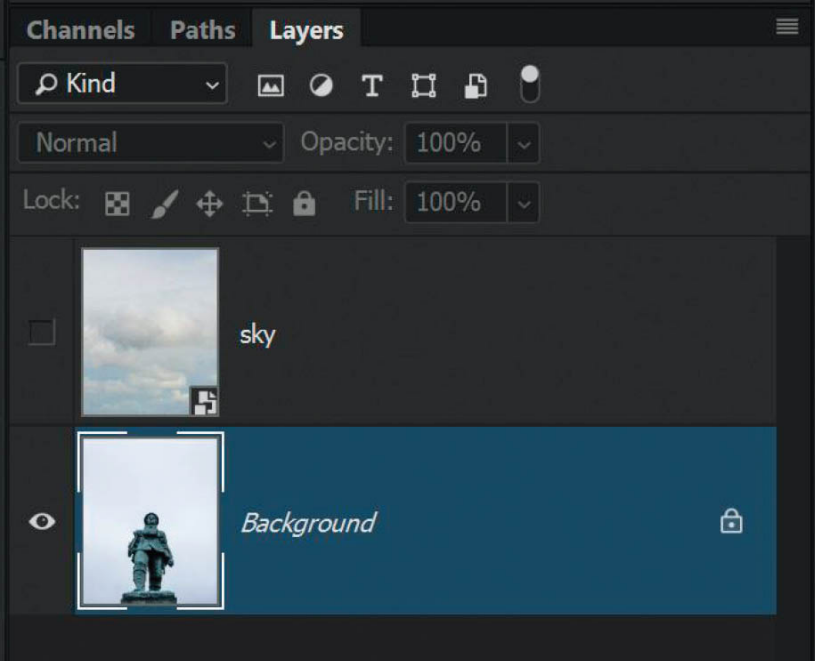 Channels Paths Layers
Kind
Normal Opacity: 100%
Lock: Fill: 100%
sky
Background